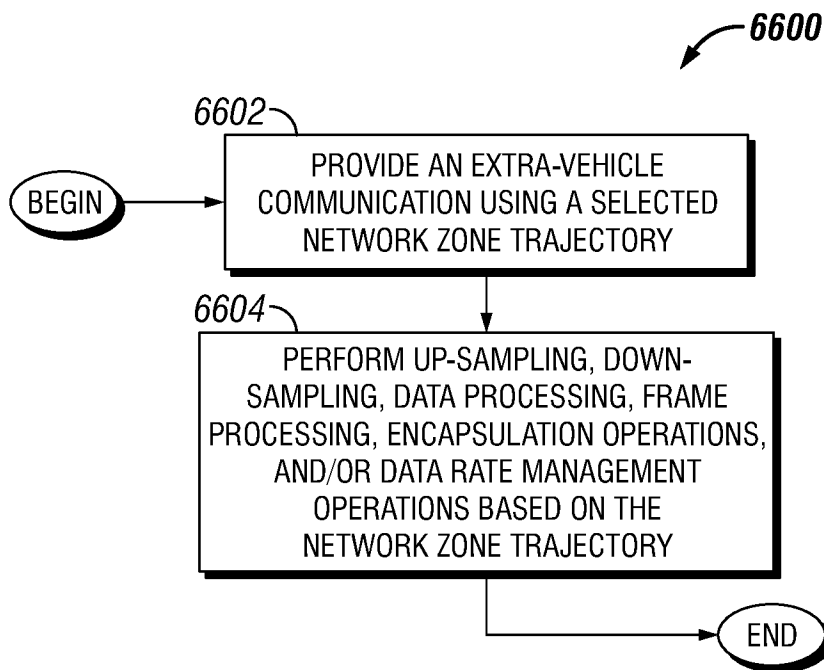 6600
6602
BEGIN
PROVIDE AN EXTRA-VEHICLE
COMMUNICATION USING A SELECTED
NETWORK ZONE TRAJECTORY
6604
PERFORM UP-SAMPLING, DOWN-
SAMPLING, DATA PROCESSING, FRAME
PROCESSING, ENCAPSULATION OPERATIONS,
AND/OR DATA RATE MANAGEMENT
OPERATIONS BASED ON THE
NETWORK ZONE TRAJECTORY
END